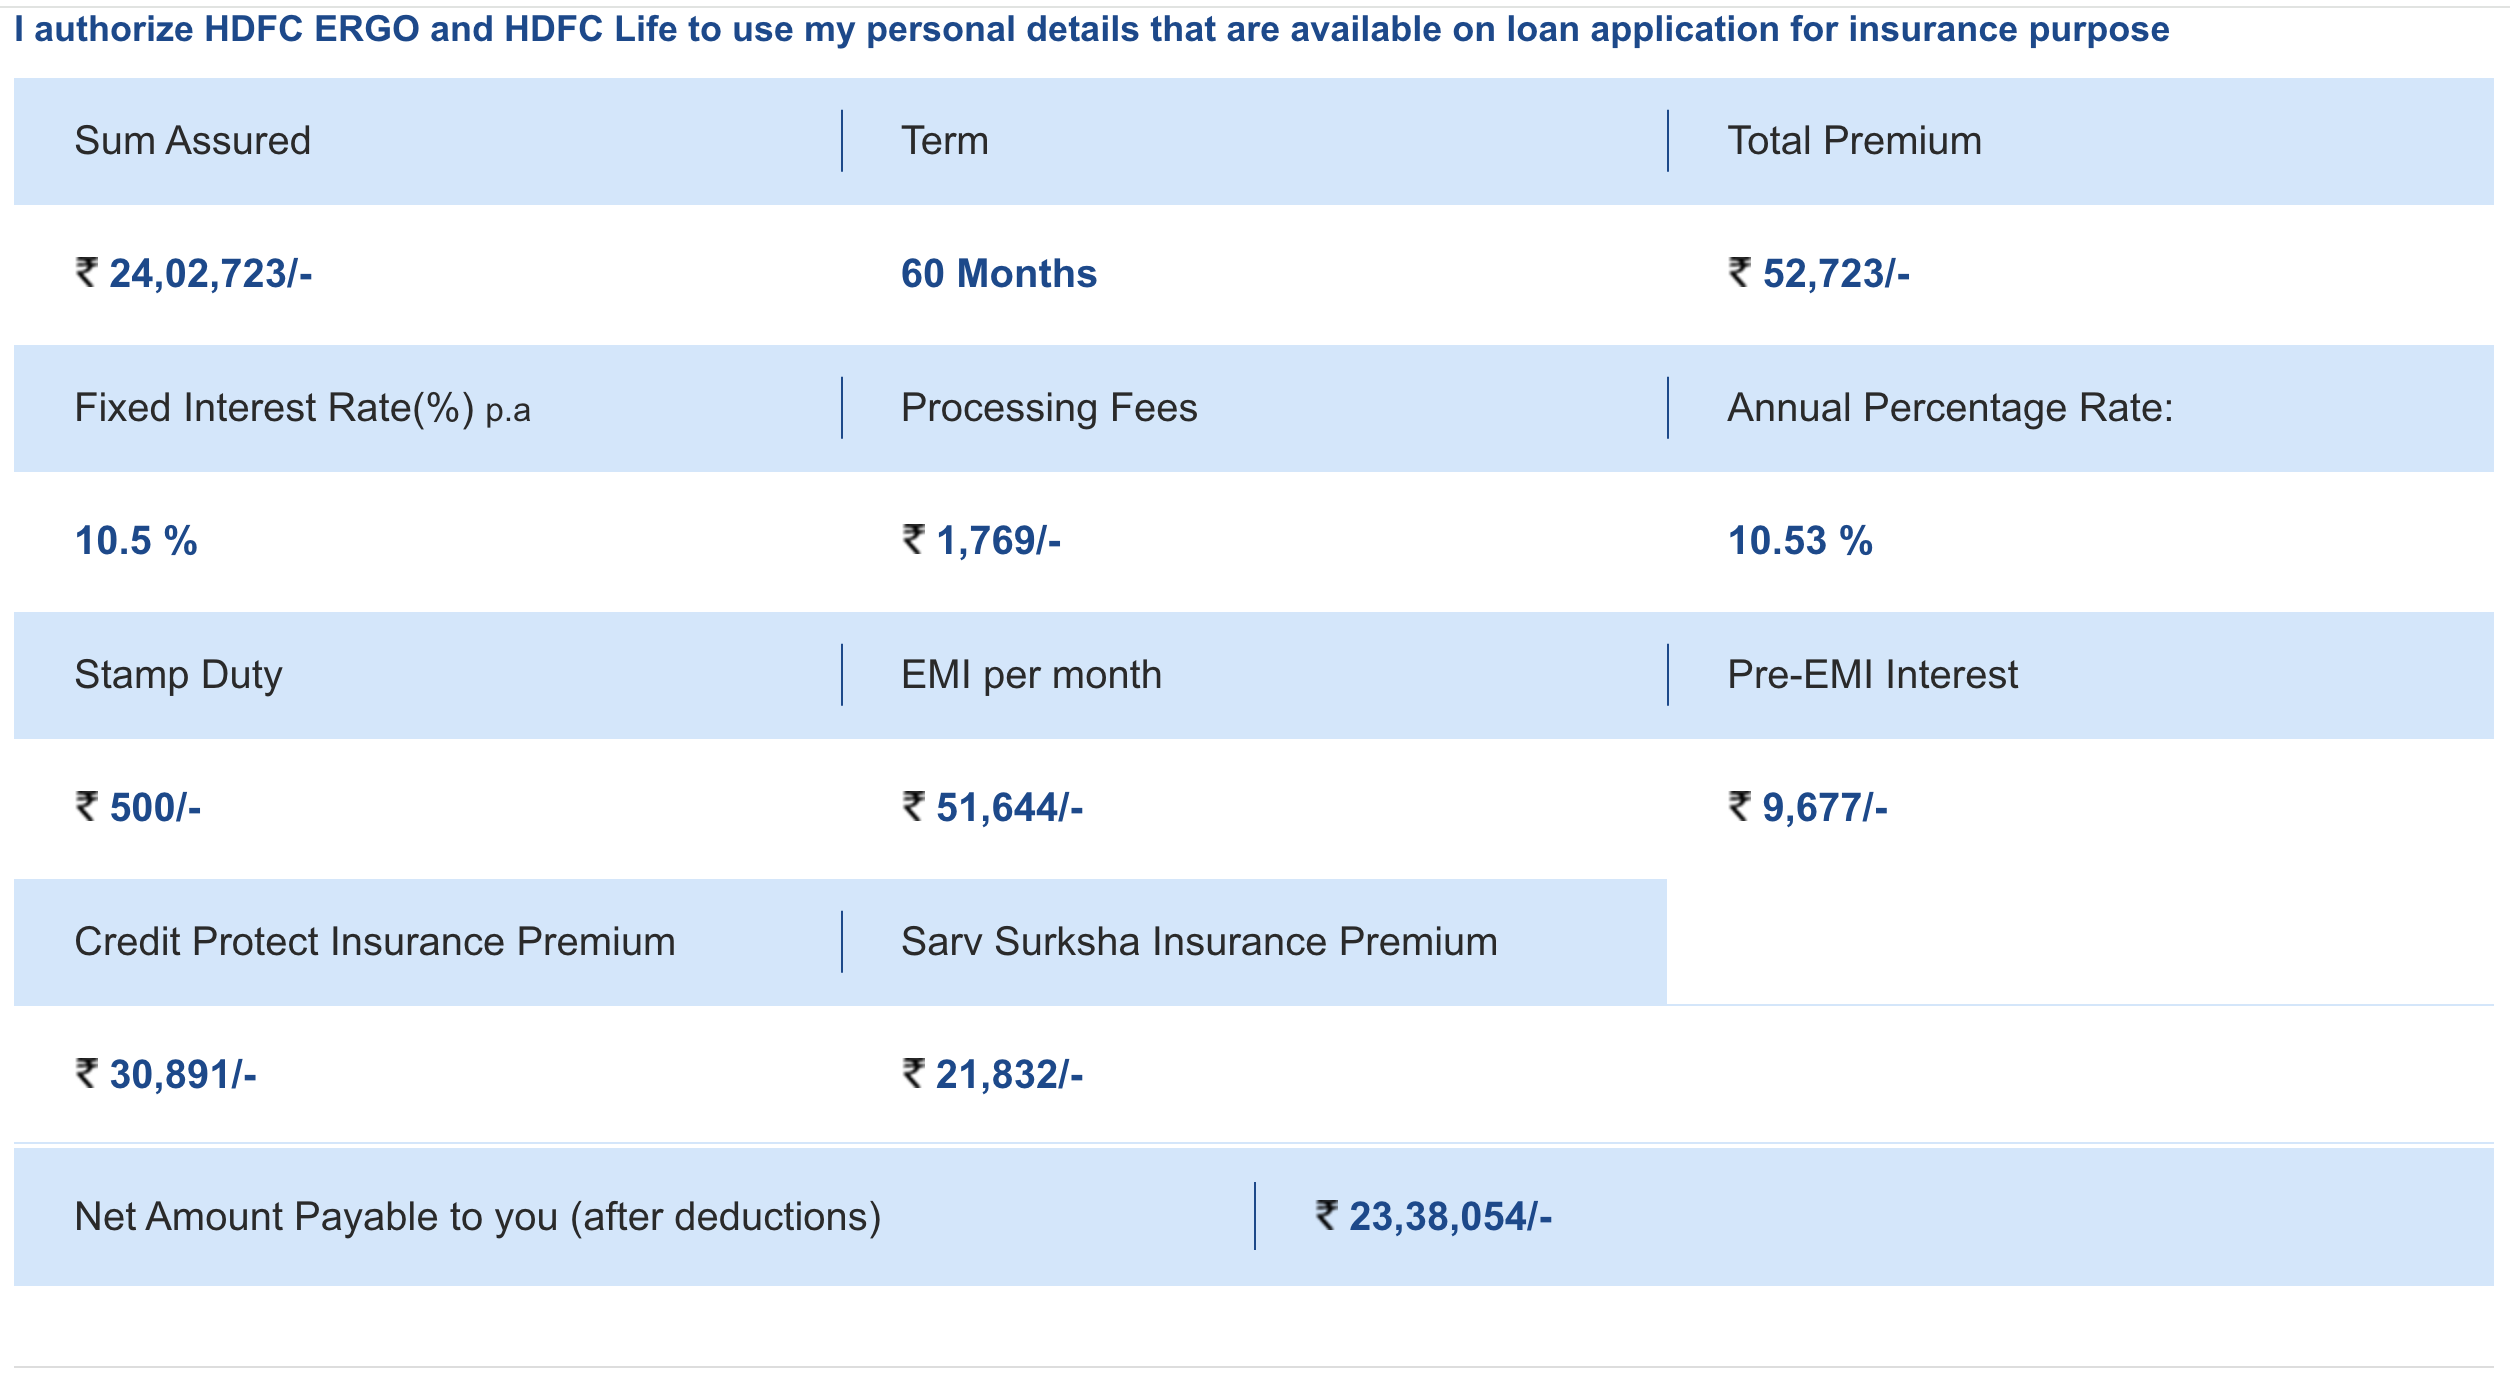 I authorize HDFC ERGO and HDFC Life to use my personal details that are available on loan application for insurance purpose
Sum Assured Term Total Premium
₹ 24,02,723/- 60 Months ₹ 52,723/-
Fixed Interest Rate(%) p.a Processing Fees Annual Percentage Rate:
10.5 % ₹ 1,769/- 10.53 %
Stamp Duty EMI per month Pre-EMI Interest
₹ 500/- ₹ 51,644/- ₹ 9,677/-
Credit Protect Insurance Premium Sarv Surksha Insurance Premium
₹ 30,891/- ₹ 21,832/-
Net Amount Payable to you (after deductions) ₹ 23,38,054/-